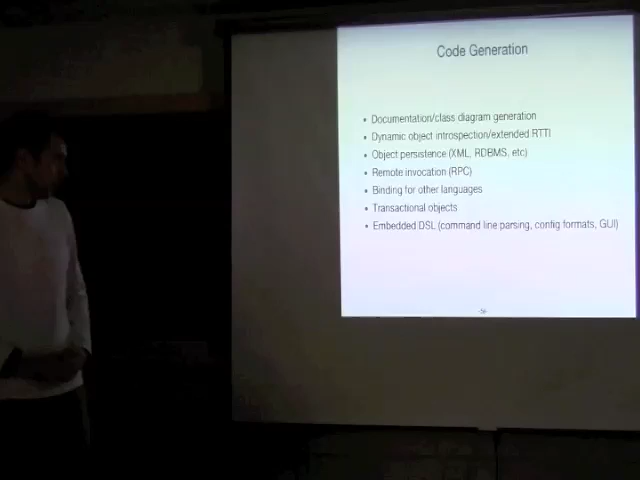 Code Generation
• Documentation/class diagram generation
• Dynamic object introspection/extended RTTI
• Object persistence (XML, RDBMS, etc)
• Remote invocation (RPC)
• Binding for other languages
• Transactional objects
• Embedded DSL (command line parsing, config formats, GUI)